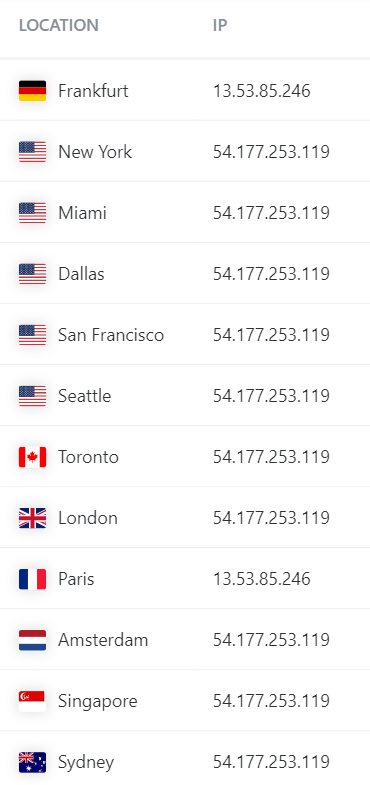 LOCATION IP
Frankfurt 13.53.85.246
New York 54.177.253.119
Miami 54.177.253.119
Dallas 54.177.253.119
San Francisco 54.177.253.119
Seattle 54.177.253.119
Toronto 54.177.253.119
London 54.177.253.119
Paris 13.53.85.246
Amsterdam 54.177.253.119
Singapore 54.177.253.119
Sydney 54.177.253.119